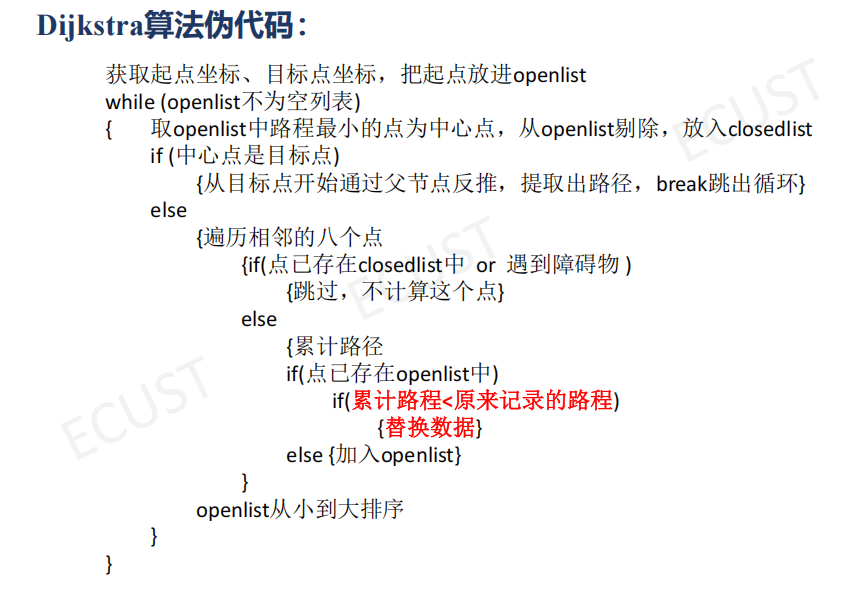 Dijkstra算法伪代码：
获取起点坐标、目标点坐标，把起点放进openlist
while (openlist不为空列表)
{ 取openlist中路程最小的点为中心点，从openlist剔除，放入closedlist
if (中心点是目标点)
{从目标点开始通过父节点反推，提取出路径，break跳出循环}
else
{遍历相邻的八个点
{if(点已存在closedlist中 or 遇到障碍物 )
{跳过，不计算这个点}
else
{累计路径
if(点已存在openlist中)
if(累计路程<原来记录的路程)
{替换数据}
else {加入openlist}
}
openlist从小到大排序
}
}
ECUST
ECUST
ECUST